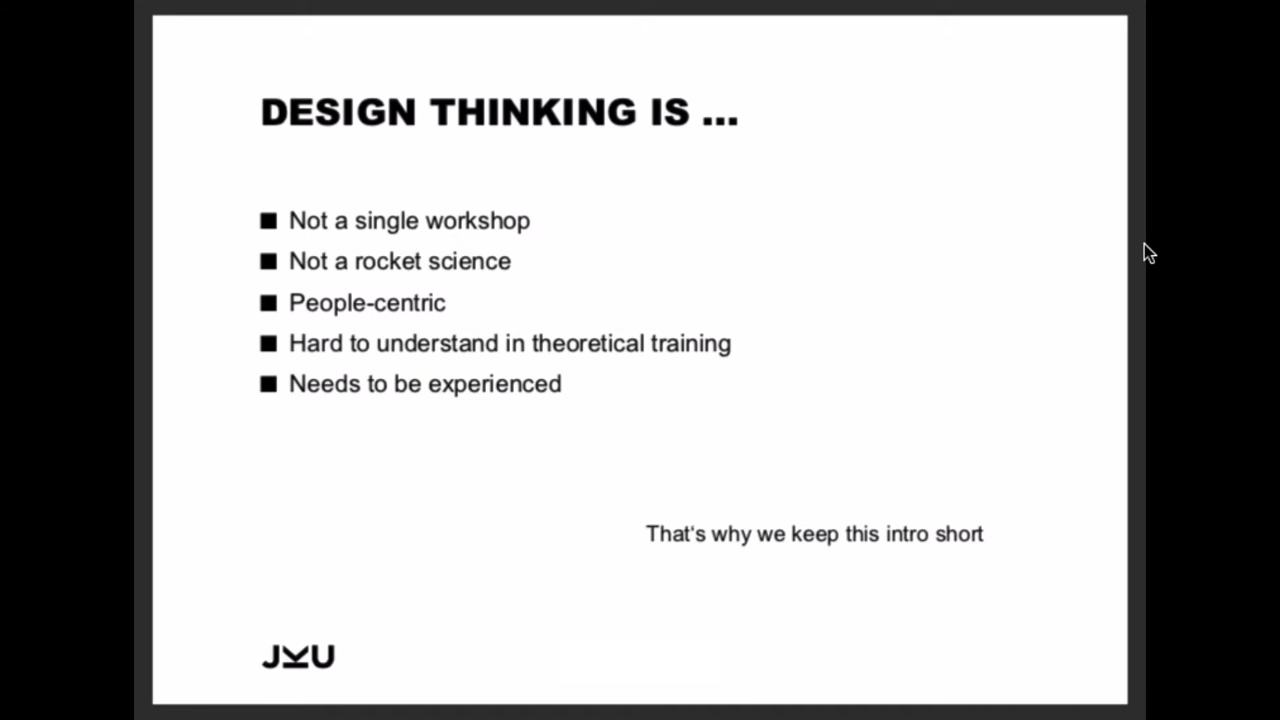 DESIGN THINKING IS ...
Not a single workshop
Not a rocket science
People-centric
Hard to understand in theoretical training
Needs to be experienced
That‘s why we keep this intro short
JKU